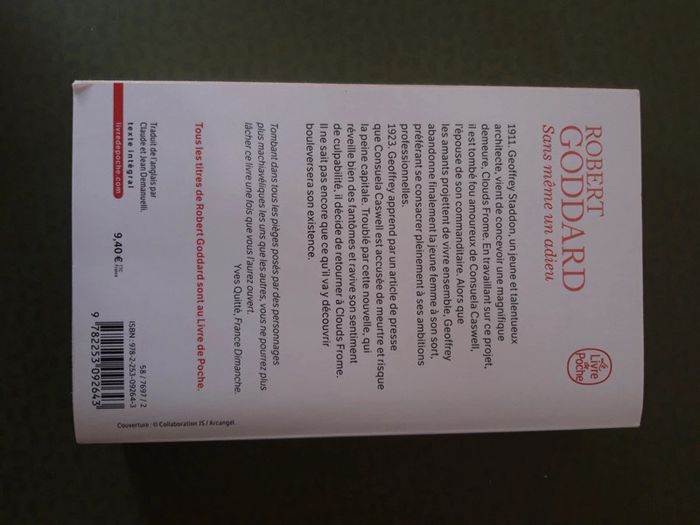 ROBERT
GODDARD
Sans même un adieu
Le
Livre
de
Poche
1911. Geoffrey Staddon, un jeune et talentueux
architecte, vient de concevoir une magnifique
demeure, Clouds Frome. En travaillant sur ce projet,
il est tombé fou amoureux de Consuela Caswell,
l'épouse de son commanditaire. Alors que
les amants projettent de vivre ensemble, Geoffrey
abandonne finalement la jeune femme à son sort,
préférant se consacrer pleinement à ses ambitions
professionnelles.
1923. Geoffrey apprend par un article de presse
que Consuela Caswell est accusée de meurtre et risque
la peine capitale. Troublé par cette nouvelle, qui
réveille bien des fantômes et ravive son sentiment
de culpabilité, il décide de retourner à Clouds Frome.
Il ne sait pas encore que ce qu'il va y découvrir
bouleversera son existence.
Tombant dans tous les pièges posés par des personnages
plus machiavéliques les uns que les autres, vous ne pourrez plus
lâcher ce livre une fois que vous l'aurez ouvert.
Yves Quitté, France Dimanche.
Tous les titres de Robert Goddard sont au Livre de Poche.
Traduit de l'anglais par
Claude et Jean Demanuelli.
texte intégral
livredepoche.com
9,40 € TTC
France
58 / 7697 / 2
ISBN : 978-2-253-09264-3
9 782253 092643
Couverture : © Collaboration JS / Arcangel.